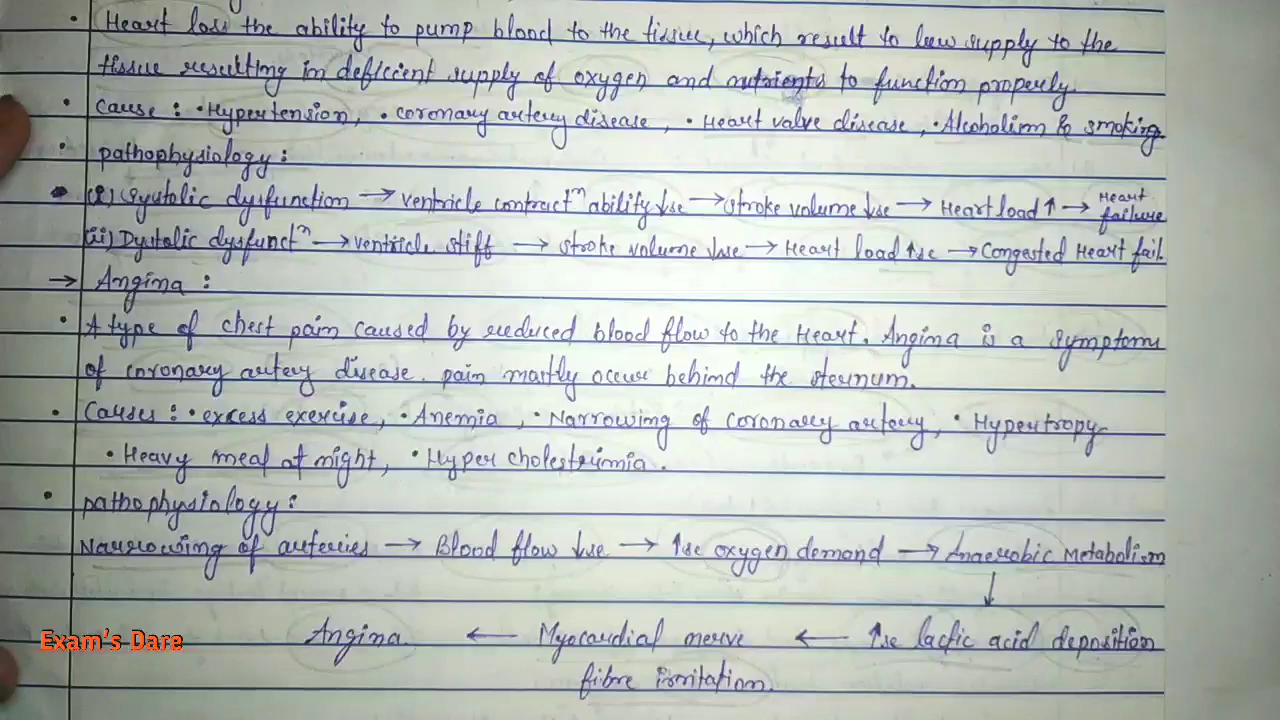 • Heart loss the ability to pump blood to the tissue, which result to low supply to the
tissue resulting in deficient supply of oxygen and nutrients to function properly.
• Cause : • Hypertension, • coronary artery disease, • Heart valve disease, • Alcoholism & smoking.
• pathophysiology :
• (i) Systolic dysfunction → ventricle contractⁿ ability ↓se → stroke volume ↓se → Heart load ↑ → Heart failure
(ii) Dystolic dysfunctⁿ → ventricle stiff → stroke volume ↓se → Heart load ↑se → Congested Heart fail.
→ Angina :
• A type of chest pain caused by reduced blood flow to the Heart. Angina is a symptoms
of coronary artery disease. pain mostly occur behind the sternum.
• Causes : • excess exercise, • Anemia, • Narrowing of coronary artery, • Hypertropy
• Heavy meal at night, • Hyper cholestrimia.
• pathophysiology :
Narrowing of arteries → Blood flow ↓se → ↑se oxygen demand → Anaerobic Metabolism
↓
Angina ← Myocardial nerve ← ↑se lactic acid deposition
fibre irritation.
Exam's Dare